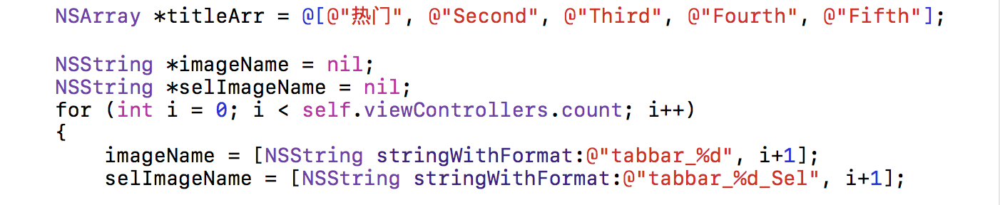 NSArray *titleArr = @[@"热门", @"Second", @"Third", @"Fourth", @"Fifth"];
NSString *imageName = nil;
NSString *selImageName = nil;
for (int i = 0; i < self.viewControllers.count; i++)
{
imageName = [NSString stringWithFormat:@"tabbar_%d", i+1];
selImageName = [NSString stringWithFormat:@"tabbar_%d_Sel", i+1];